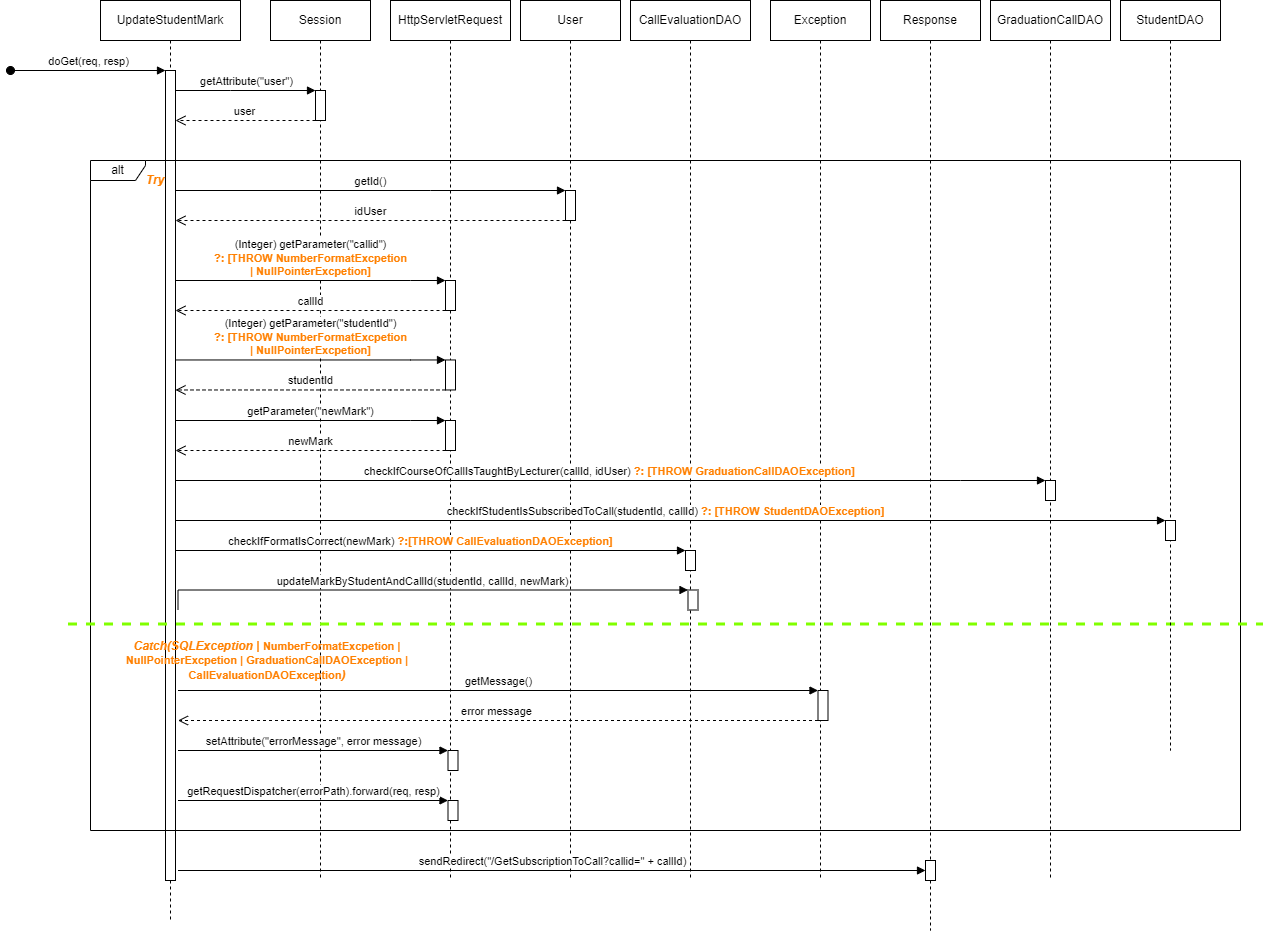 UpdateStudentMark
Session
HttpServletRequest
User
CallEvaluationDAO
Exception
Response
GraduationCallDAO
StudentDAO
doGet(req, resp)
getAttribute("user")
user
alt
Try
getId()
idUser
(Integer) getParameter("callid")
?: [THROW NumberFormatExcpetion
| NullPointerExcpetion]
callId
(Integer) getParameter("studentId")
?: [THROW NumberFormatExcpetion
| NullPointerExcpetion]
studentId
getParameter("newMark")
newMark
checkIfCourseOfCallIsTaughtByLecturer(callId, idUser) ?: [THROW GraduationCallDAOException]
checkIfStudentIsSubscribedToCall(studentId, callId) ?: [THROW StudentDAOException]
checkIfFormatIsCorrect(newMark) ?:[THROW CallEvaluationDAOException]
updateMarkByStudentAndCallId(studentId, callId, newMark)
Catch(SQLException | NumberFormatExcpetion |
NullPointerExcpetion | GraduationCallDAOException |
CallEvaluationDAOException)
getMessage()
error message
setAttribute("errorMessage", error message)
getRequestDispatcher(errorPath).forward(req, resp)
sendRedirect("/GetSubscriptionToCall?callid=" + callId)